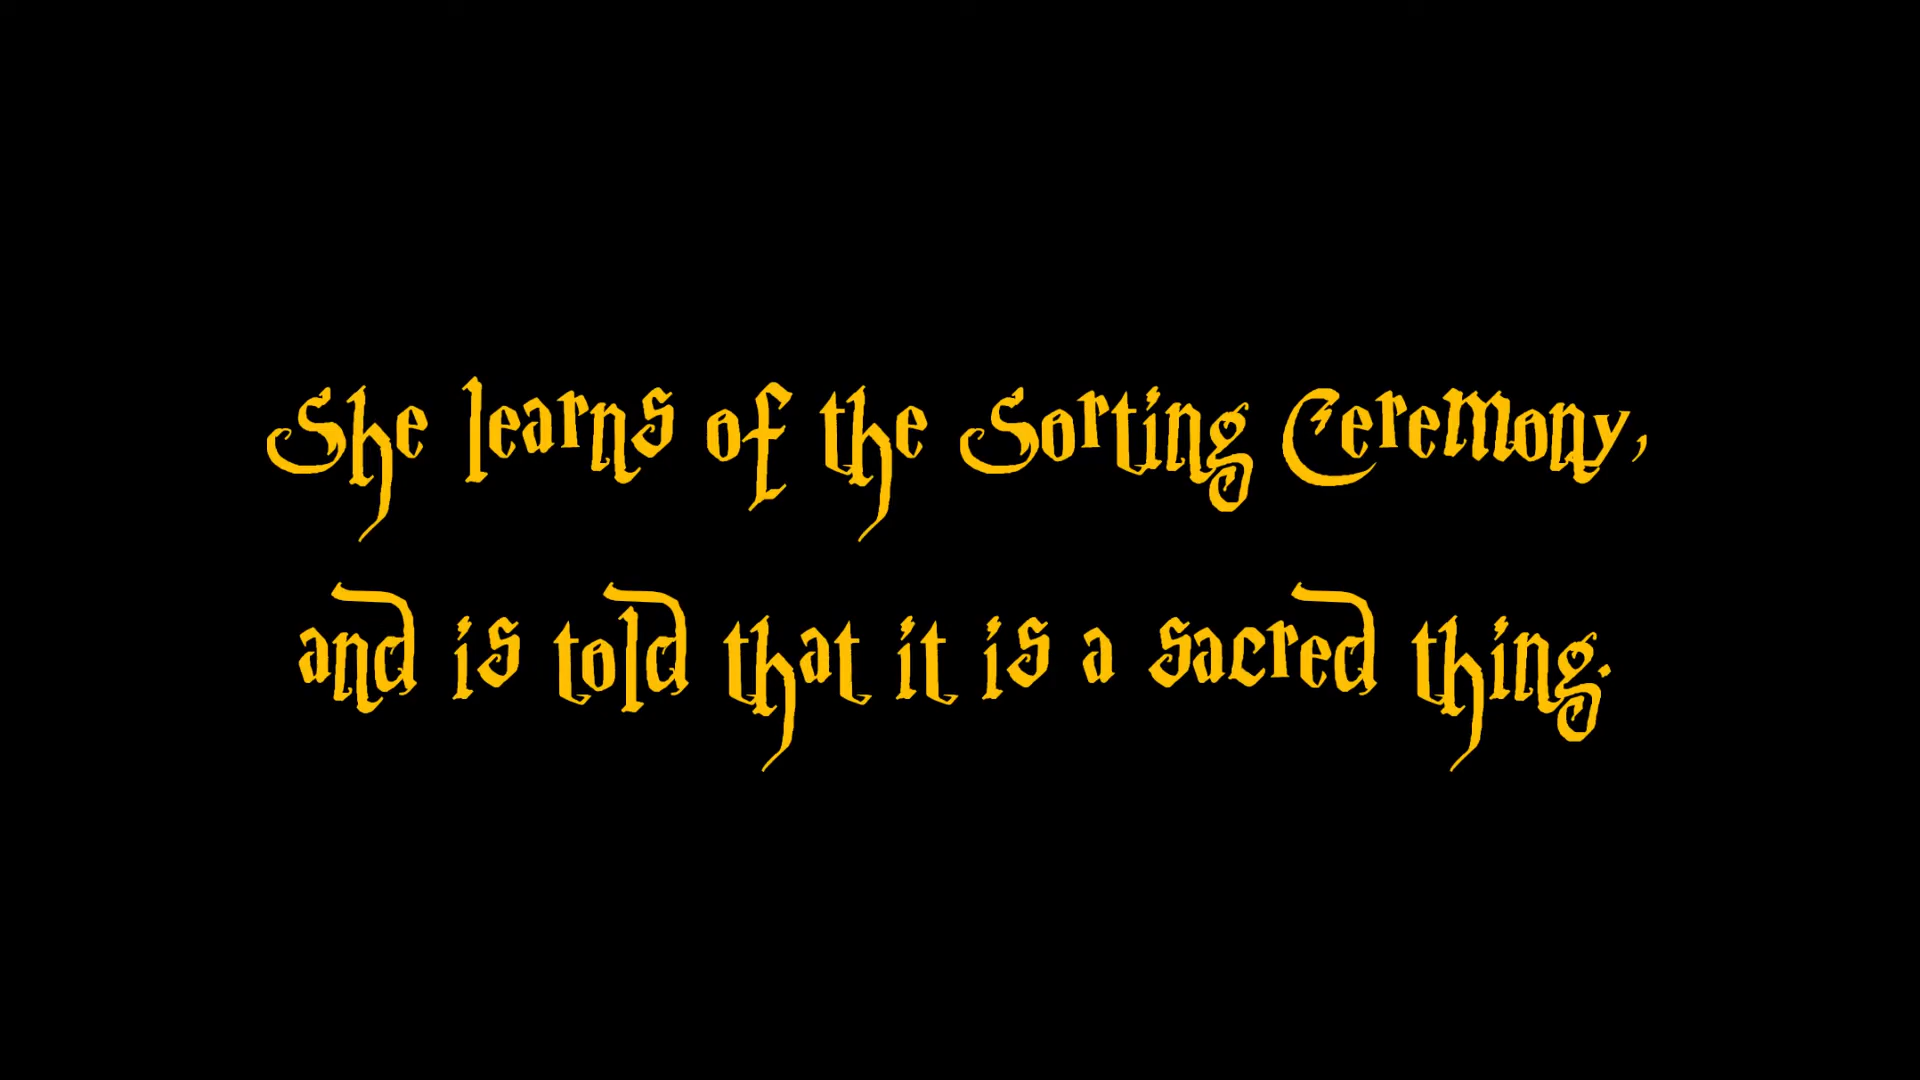 She learns of the Sorting Ceremony,
and is told that it is a sacred thing.